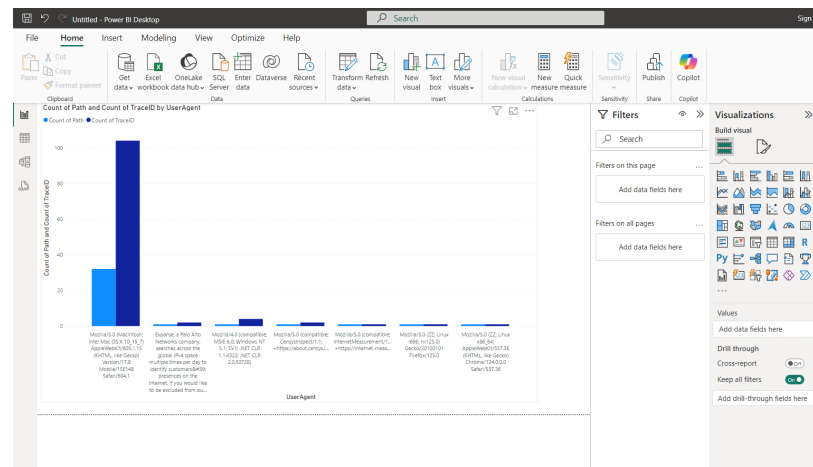 Untitled - Power BI Desktop
Search
Sign
File Home Insert Modeling View Optimize Help
Paste
Cut
Copy
Format painter
Clipboard
Get data
Excel workbook
OneLake data hub
SQL Server
Enter data
Dataverse
Recent sources
Data
Transform data
Refresh
Queries
New visual
Text box
More visuals
Insert
New visual calculation
New measure
Quick measure
Calculations
Sensitivity
Sensitivity
Publish
Share
Copilot
Copilot
Count of Path and Count of TraceID by UserAgent
Count of Path Count of TraceID
Count of Path and Count of TraceID
100
80
60
40
20
0
Mozilla/5.0 (Macintosh;
Intel Mac OS X 10_15_7)
AppleWebKit/605.1.15
(KHTML, like Gecko)
Version/17.8
Mobile/15E148
Safari/604.1
Expanse, a Palo Alto
Networks company,
searches across the
global IPv4 space
multiple times per day to
identify customers&#39;
presences on the
Internet. If you would like
to be excluded from ou...
Mozilla/4.0 (compatible;
MSIE 6.0; Windows NT
5.1; SV1; .NET CLR
1.1.4322; .NET CLR
2.0.50728)
Mozilla/5.0 (compatible;
CensysInspect/1.1;
+https://about.censys.i...
Mozilla/5.0 (compatible;
InternetMeasurement/1...
+https://internet-meas...
Mozilla/5.0 (ZZ; Linux
i686; rv:125.0)
Gecko/20100101
Firefox/125.0
Mozilla/5.0 (ZZ; Linux
x86_64)
AppleWebKit/537.36
(KHTML, like Gecko)
Chrome/124.0.0.0
Safari/537.36
UserAgent
Filters
Search
Filters on this page ...
Add data fields here
Filters on all pages ...
Add data fields here
Visualizations
Build visual
R
Py
...
Values
Add data fields here
Drill through
Cross-report
Off
Keep all filters
On
Add drill-through fields here